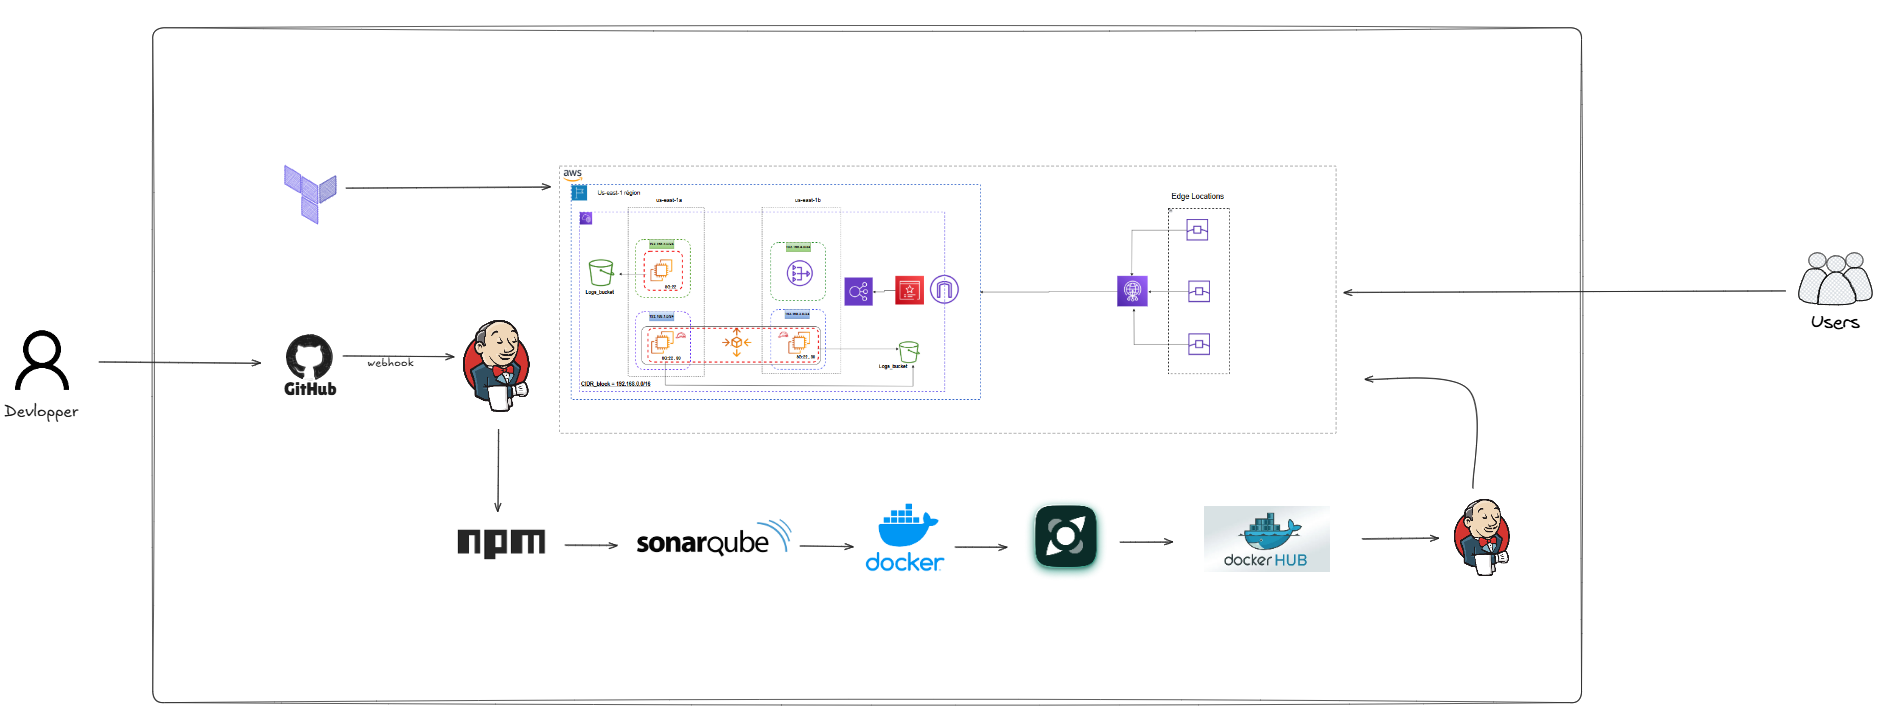 aws
Us-east-1 région
us-east-1a
us-east-1b
Logs_bucket
Logs_bucket
CIDR_block = 192.168.0.0/16
Edge Locations
Users
Devlopper
GitHub
webhook
npm
sonarqube
docker
docker HUB